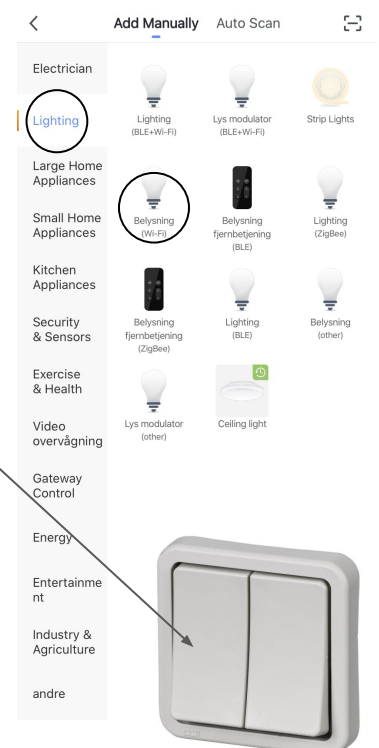 Add Manually Auto Scan
Electrician
Lighting
Large Home
Appliances
Small Home
Appliances
Kitchen
Appliances
Security
& Sensors
Exercise
& Health
Video
overvågning
Gateway
Control
Energy
Entertainme
nt
Industry &
Agriculture
andre
Lighting
(BLE+Wi-Fi)
Lys modulator
(BLE+Wi-Fi)
Strip Lights
Belysning
(Wi-Fi)
Belysning
fjernbetjening
(BLE)
Lighting
(ZigBee)
Belysning
fjernbetjening
(ZigBee)
Lighting
(BLE)
Belysning
(other)
Lys modulator
(other)
Ceiling light